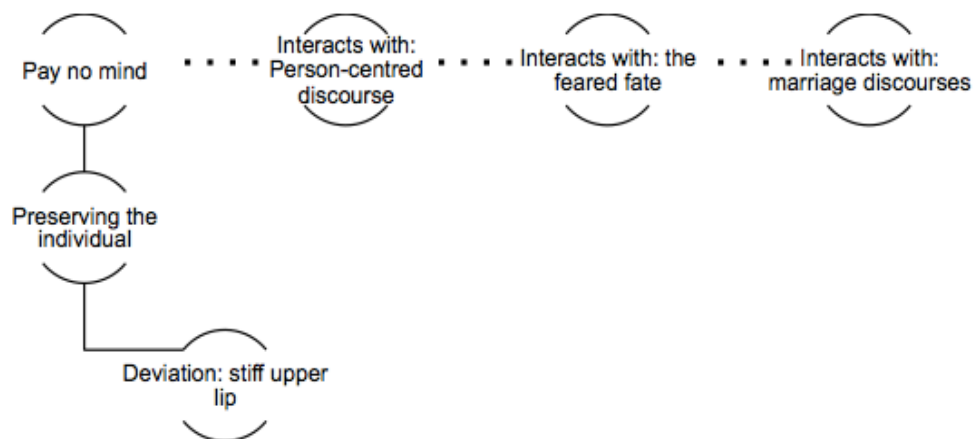 Pay no mind
Interacts with:
Person-centred
discourse
Interacts with: the
feared fate
Interacts with:
marriage discourses
Preserving the
individual
Deviation: stiff upper
lip